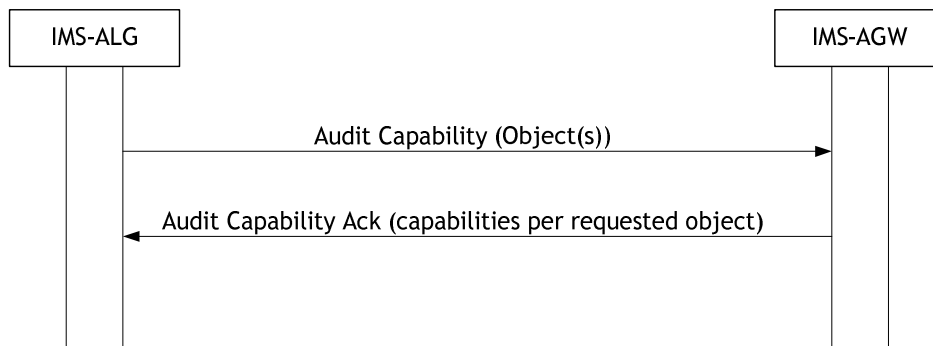 IMS-ALG
IMS-AGW
Audit Capability (Object(s))
Audit Capability Ack (capabilities per requested object)